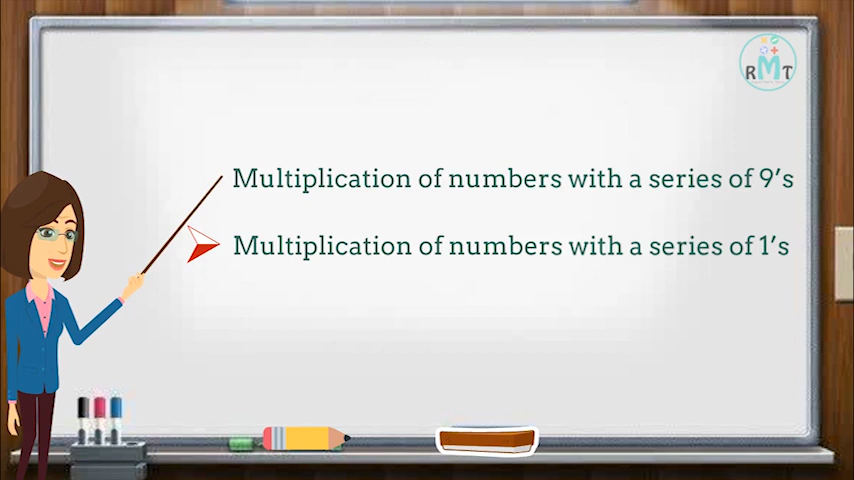 RMT
Multiplication of numbers with a series of 9’s
Multiplication of numbers with a series of 1’s